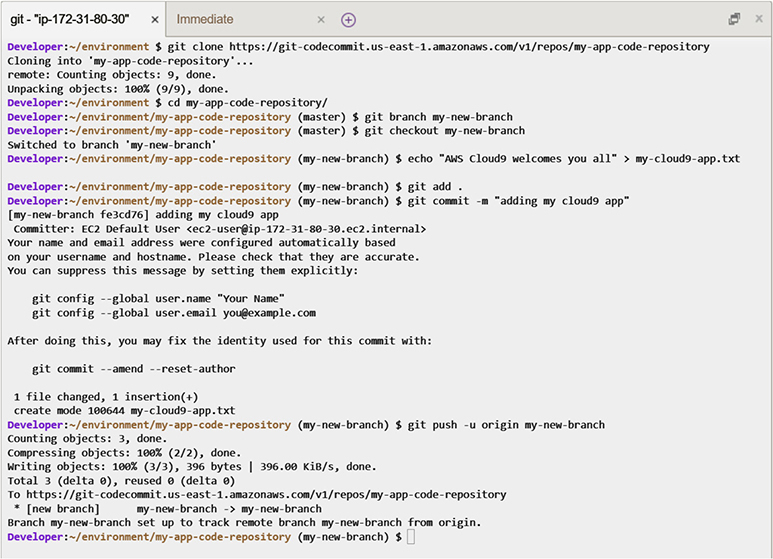 git - "ip-172-31-80-30" × Immediate ×
Developer:~/environment $ git clone https://git-codecommit.us-east-1.amazonaws.com/v1/repos/my-app-code-repository
Cloning into 'my-app-code-repository'...
remote: Counting objects: 9, done.
Unpacking objects: 100% (9/9), done.
Developer:~/environment $ cd my-app-code-repository/
Developer:~/environment/my-app-code-repository (master) $ git branch my-new-branch
Developer:~/environment/my-app-code-repository (master) $ git checkout my-new-branch
Switched to branch 'my-new-branch'
Developer:~/environment/my-app-code-repository (my-new-branch) $ echo "AWS Cloud9 welcomes you all" > my-cloud9-app.txt
Developer:~/environment/my-app-code-repository (my-new-branch) $ git add .
Developer:~/environment/my-app-code-repository (my-new-branch) $ git commit -m "adding my cloud9 app"
[my-new-branch fe3cd76] adding my cloud9 app
Committer: EC2 Default User <ec2-user@ip-172-31-80-30.ec2.internal>
Your name and email address were configured automatically based
on your username and hostname. Please check that they are accurate.
You can suppress this message by setting them explicitly:
git config --global user.name "Your Name"
git config --global user.email you@example.com
After doing this, you may fix the identity used for this commit with:
git commit --amend --reset-author
1 file changed, 1 insertion(+)
create mode 100644 my-cloud9-app.txt
Developer:~/environment/my-app-code-repository (my-new-branch) $ git push -u origin my-new-branch
Counting objects: 3, done.
Compressing objects: 100% (2/2), done.
Writing objects: 100% (3/3), 396 bytes | 396.00 KiB/s, done.
Total 3 (delta 0), reused 0 (delta 0)
To https://git-codecommit.us-east-1.amazonaws.com/v1/repos/my-app-code-repository
* [new branch]      my-new-branch -> my-new-branch
Branch my-new-branch set up to track remote branch my-new-branch from origin.
Developer:~/environment/my-app-code-repository (my-new-branch) $